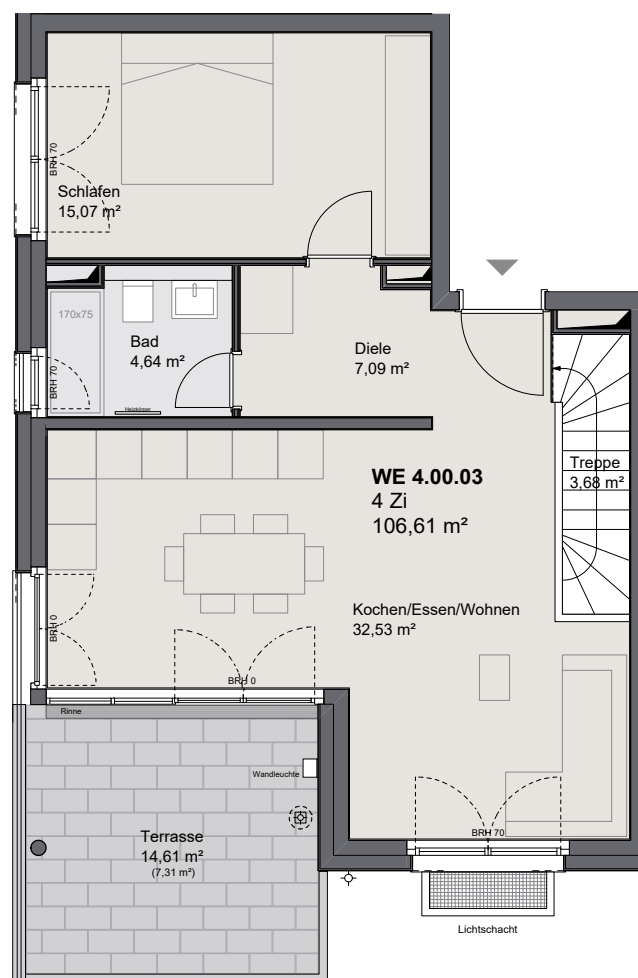 BRH 70
Schlafen
15,07 m²
170x75
Bad
4,64 m²
BRH 70
Heizkörper
Diele
7,09 m²
WE 4.00.03
4 Zi
106,61 m²
Treppe
3,68 m²
Kochen/Essen/Wohnen
32,53 m²
BRH 0
BRH 0
Rinne
Wandleuchte
Terrasse
14,61 m²
(7,31 m²)
BRH 70
Lichtschacht